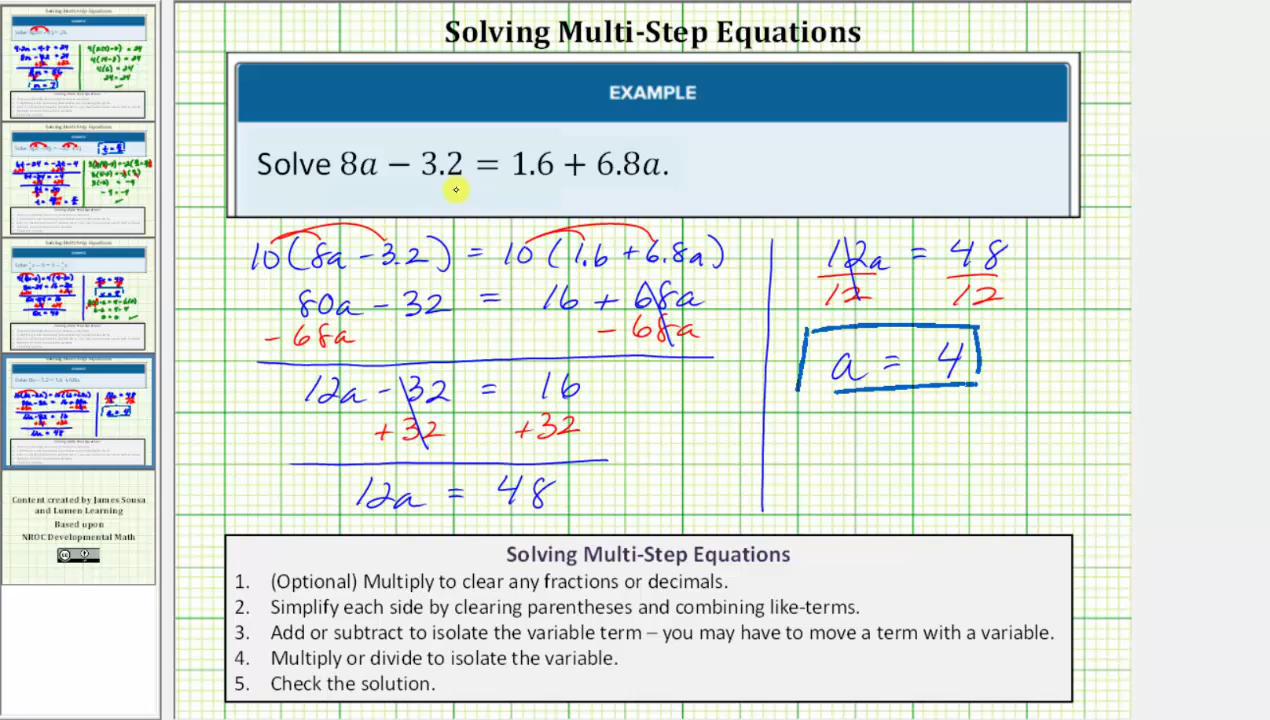 Solving Multi-Step Equations
EXAMPLE
Solve 8a − 3.2 = 1.6 + 6.8a.
10(8a − 3.2) = 10(1.6 + 6.8a)
80a − 32 = 16 + 68a
− 68a − 68a
12a − 32 = 16
+32 +32
12a = 48
12a = 48
12 12
a = 4
Solving Multi-Step Equations
1. (Optional) Multiply to clear any fractions or decimals.
2. Simplify each side by clearing parentheses and combining like-terms.
3. Add or subtract to isolate the variable term – you may have to move a term with a variable.
4. Multiply or divide to isolate the variable.
5. Check the solution.
Content created by James Sousa
and Lumen Learning
Based upon
NROC Developmental Math